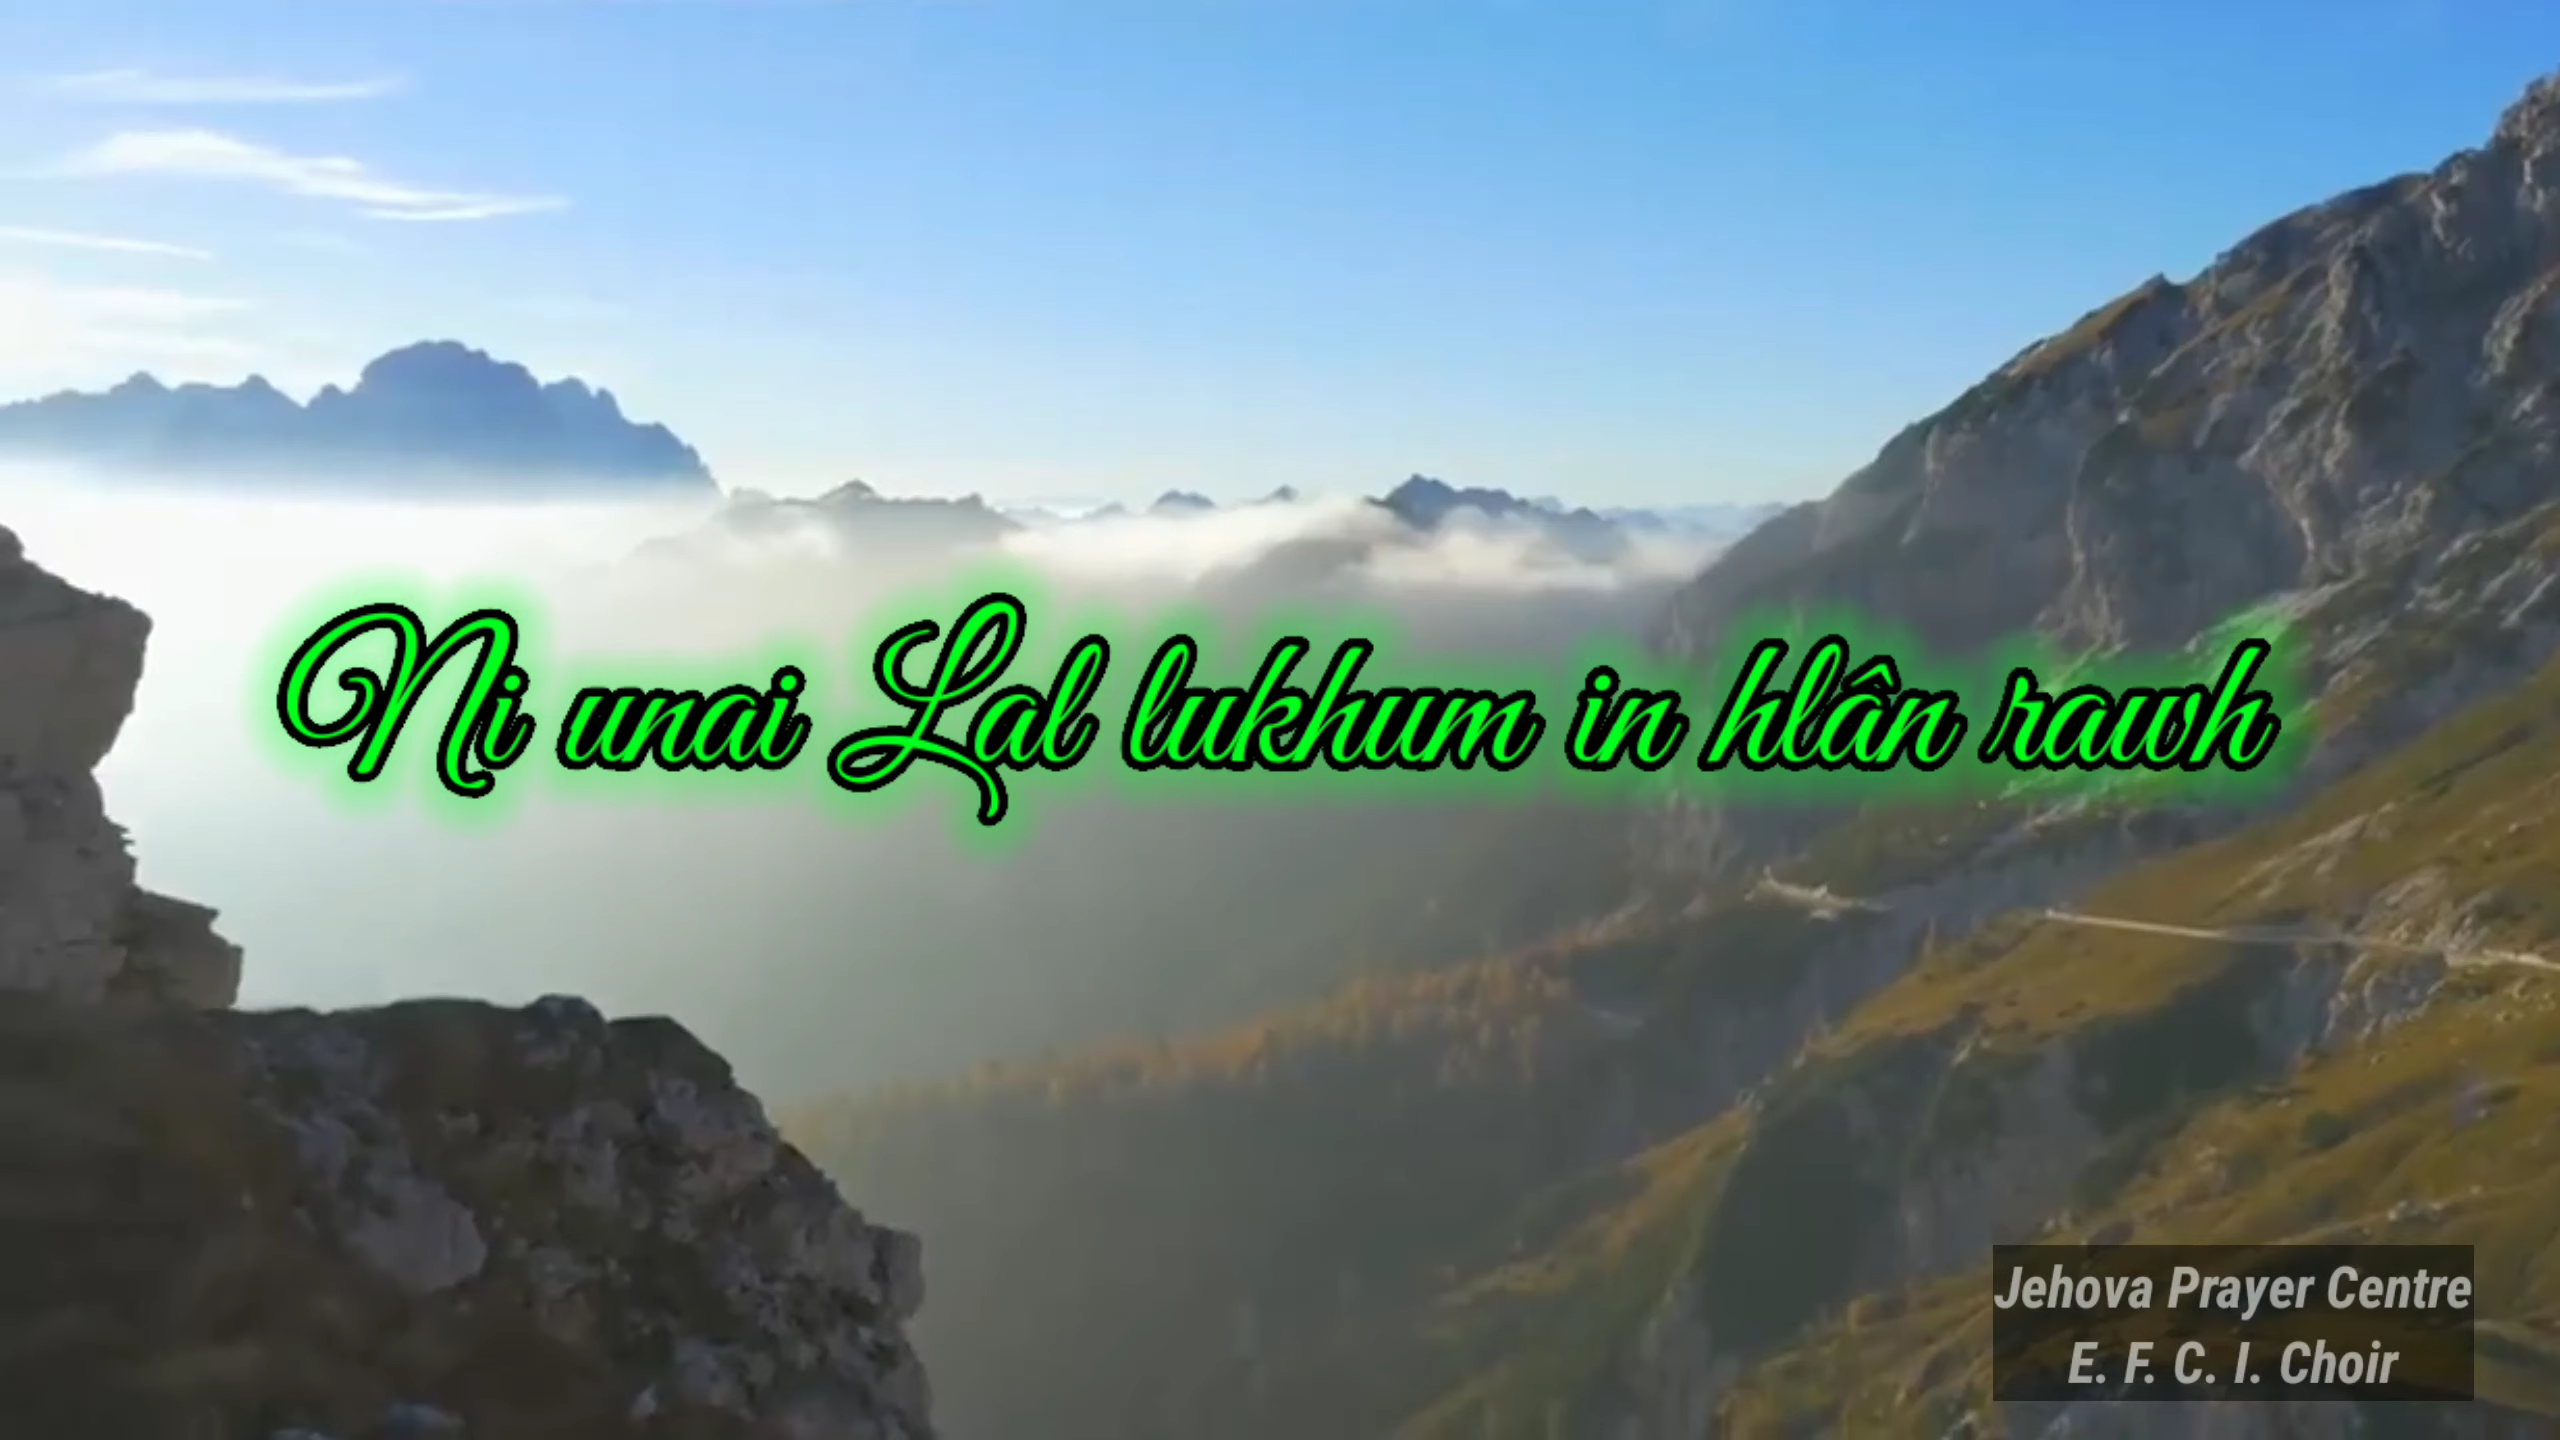 Ni unai Lal lukhum in hlân rawh
Jehova Prayer Centre
E. F. C. I. Choir